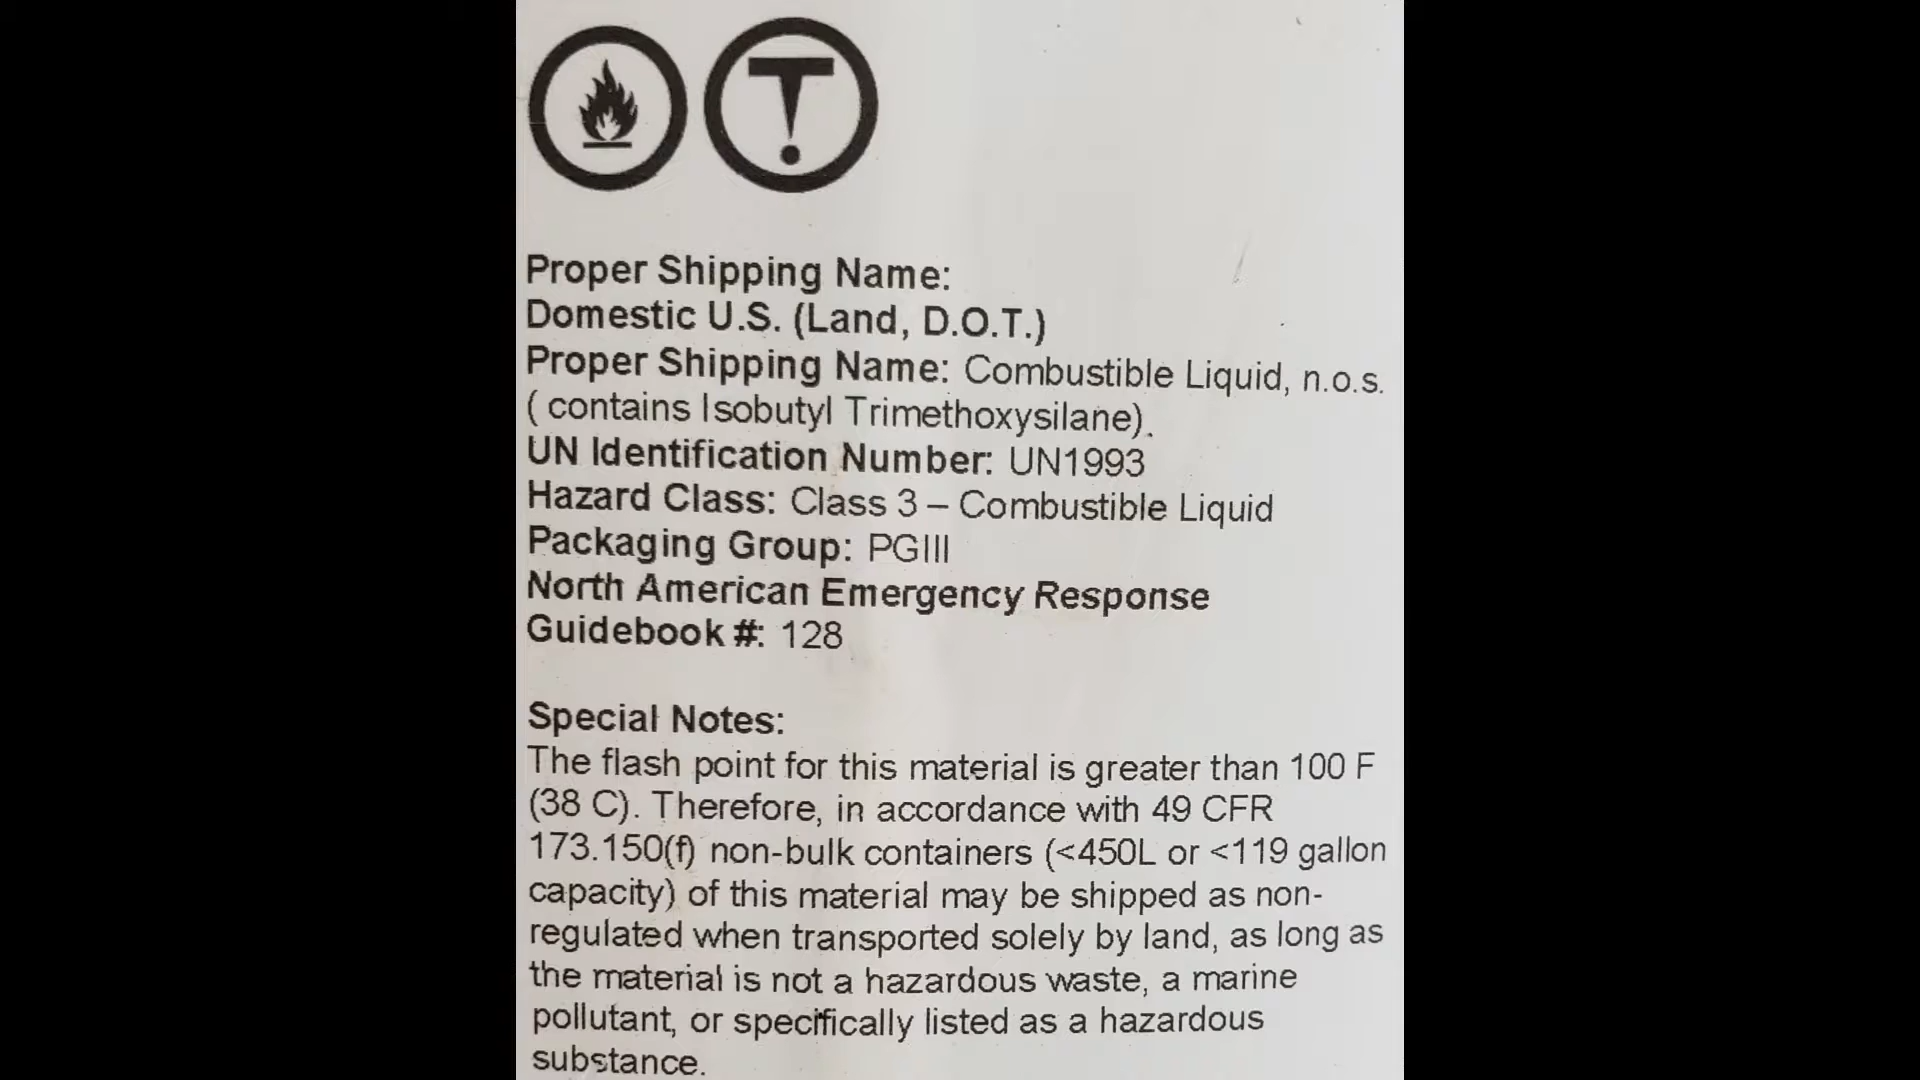 Proper Shipping Name:
Domestic U.S. (Land, D.O.T.)
Proper Shipping Name: Combustible Liquid, n.o.s.
( contains Isobutyl Trimethoxysilane).
UN Identification Number: UN1993
Hazard Class: Class 3 – Combustible Liquid
Packaging Group: PGIII
North American Emergency Response
Guidebook #: 128
Special Notes:
The flash point for this material is greater than 100 F
(38 C). Therefore, in accordance with 49 CFR
173.150(f) non-bulk containers (<450L or <119 gallon
capacity) of this material may be shipped as non-
regulated when transported solely by land, as long as
the material is not a hazardous waste, a marine
pollutant, or specifically listed as a hazardous
substance.